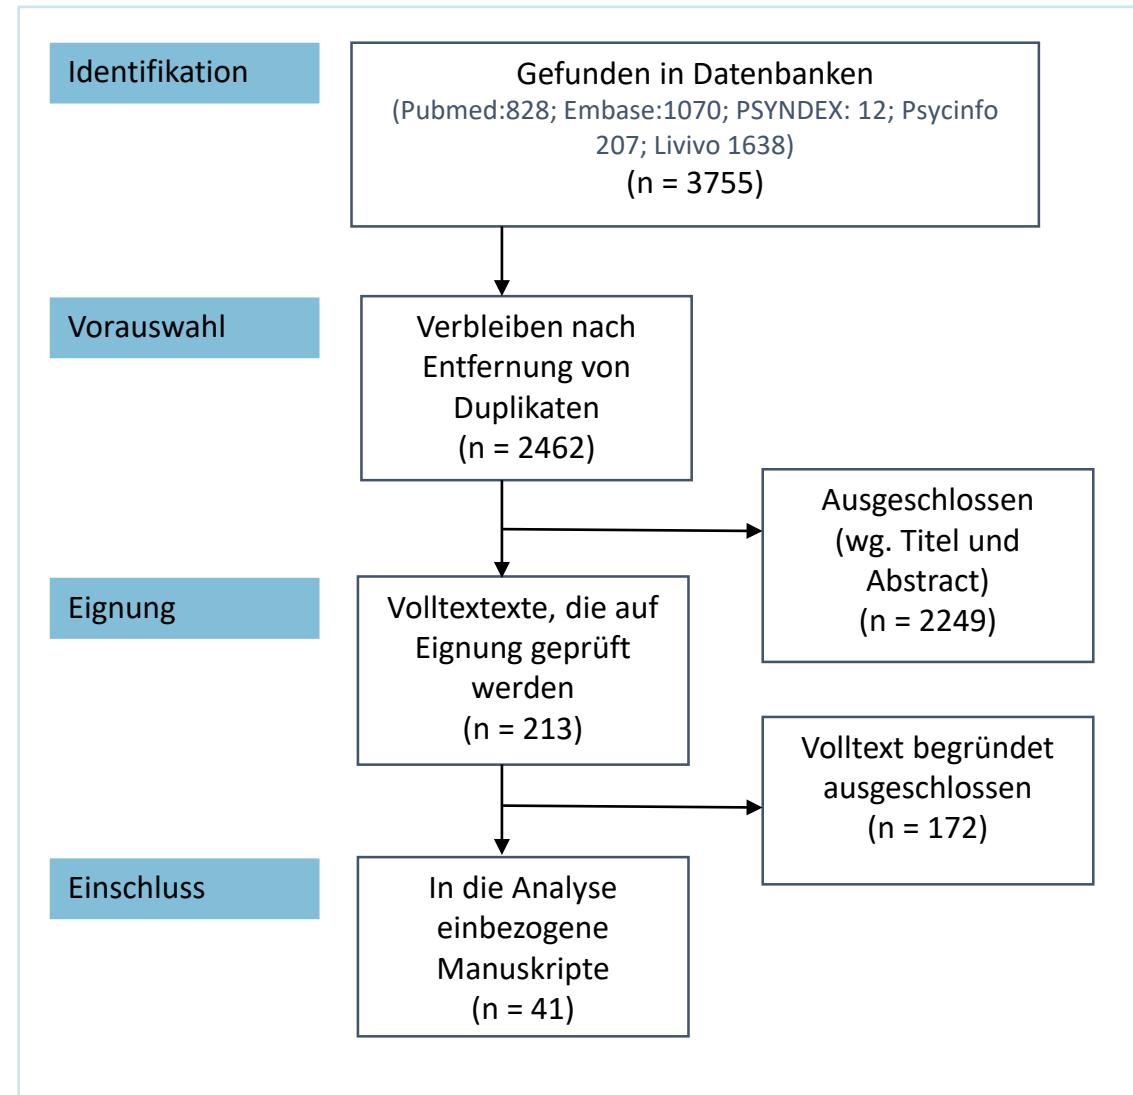 Identifikation
Gefunden in Datenbanken
(Pubmed:828; Embase:1070; PSYNDEX: 12; Psycinfo
207; Livivo 1638)
(n = 3755)
Vorauswahl
Verbleiben nach
Entfernung von
Duplikaten
(n = 2462)
Ausgeschlossen
(wg. Titel und
Abstract)
(n = 2249)
Eignung
Volltextexte, die auf
Eignung geprüft
werden
(n = 213)
Volltext begründet
ausgeschlossen
(n = 172)
Einschluss
In die Analyse
einbezogene
Manuskripte
(n = 41)